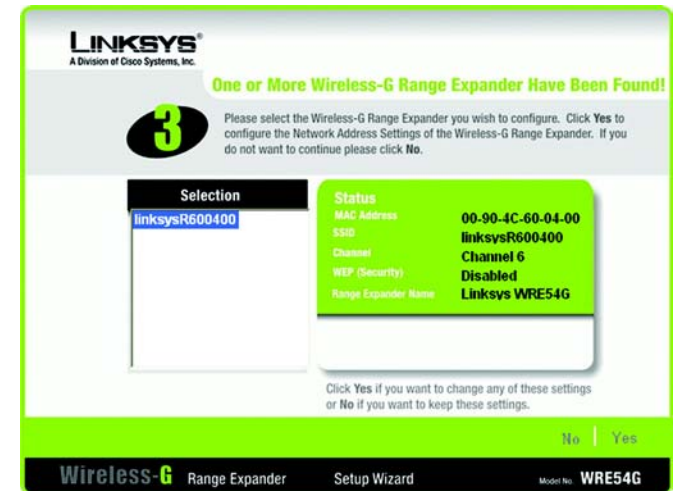 LINKSYS®
A Division of Cisco Systems, Inc.
One or More Wireless-G Range Expander Have Been Found!
3
Please select the Wireless-G Range Expander you wish to configure. Click Yes to
configure the Network Address Settings of the Wireless-G Range Expander. If you
do not want to continue please click No.
Selection
linksysR600400
Status
MAC Address 00-90-4C-60-04-00
SSID linksysR600400
Channel Channel 6
WEP (Security) Disabled
Range Expander Name Linksys WRE54G
Click Yes if you want to change any of these settings
or No if you want to keep these settings.
No Yes
Wireless-G Range Expander Setup Wizard Model No. WRE54G